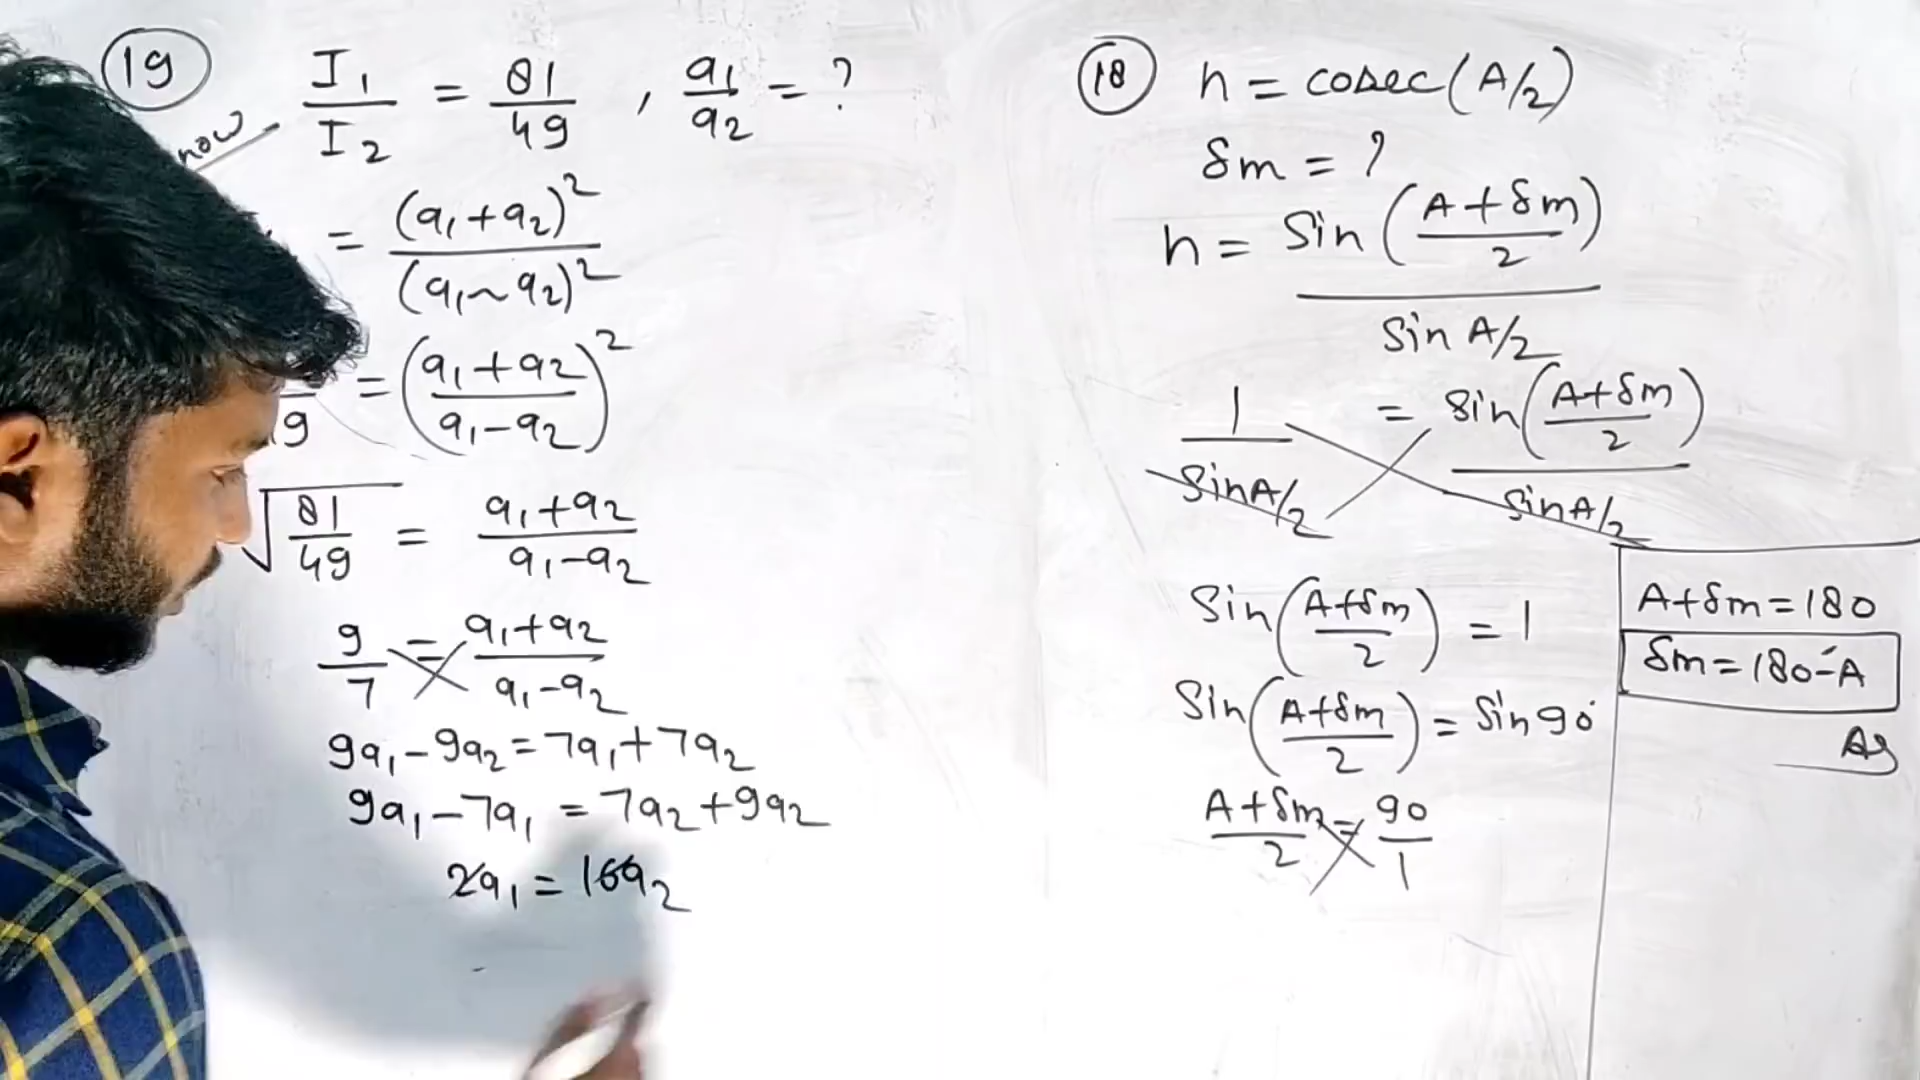 19 I₁/I₂ = 81/49 , a₁/a₂ = ?
now
= (a₁+a₂)²/(a₁~a₂)²
9 = (a₁+a₂/a₁-a₂)²
√81/49 = a₁+a₂/a₁-a₂
9/7 = a₁+a₂/a₁-a₂
9a₁-9a₂=7a₁+7a₂
9a₁-7a₁=7a₂+9a₂
2a₁=16a₂
18 n = cosec(A/2)
δm = ?
n = Sin(A+δm/2)/Sin A/2
1/SinA/2 = Sin(A+δm/2)/SinA/2
Sin(A+δm/2) = 1
Sin(A+δm/2) = Sin90°
A+δm/2 = 90/1
A+δm=180
δm=180-A